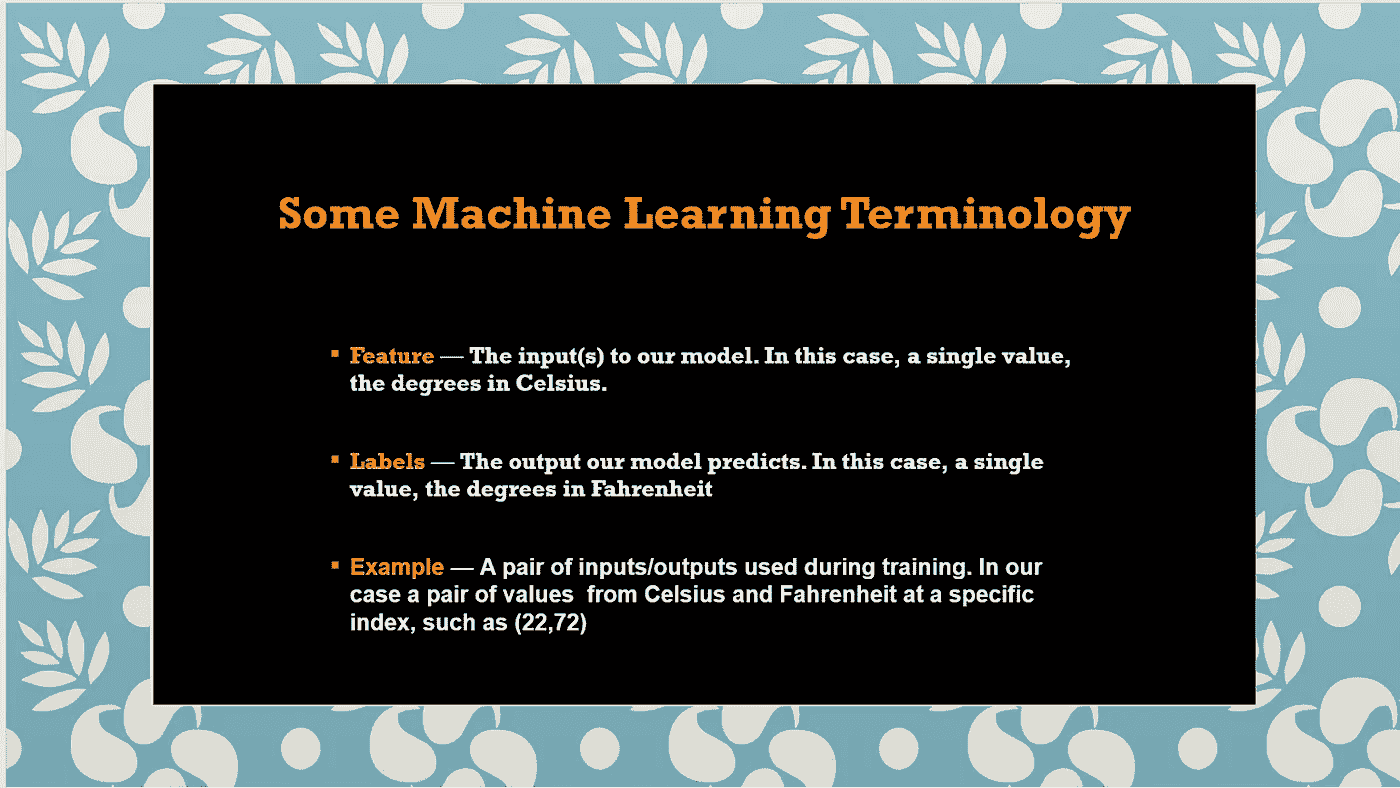 Some Machine Learning Terminology
▪ Feature — The input(s) to our model. In this case, a single value,
the degrees in Celsius.
▪ Labels — The output our model predicts. In this case, a single
value, the degrees in Fahrenheit
▪ Example — A pair of inputs/outputs used during training. In our
case a pair of values  from Celsius and Fahrenheit at a specific
index, such as (22,72)